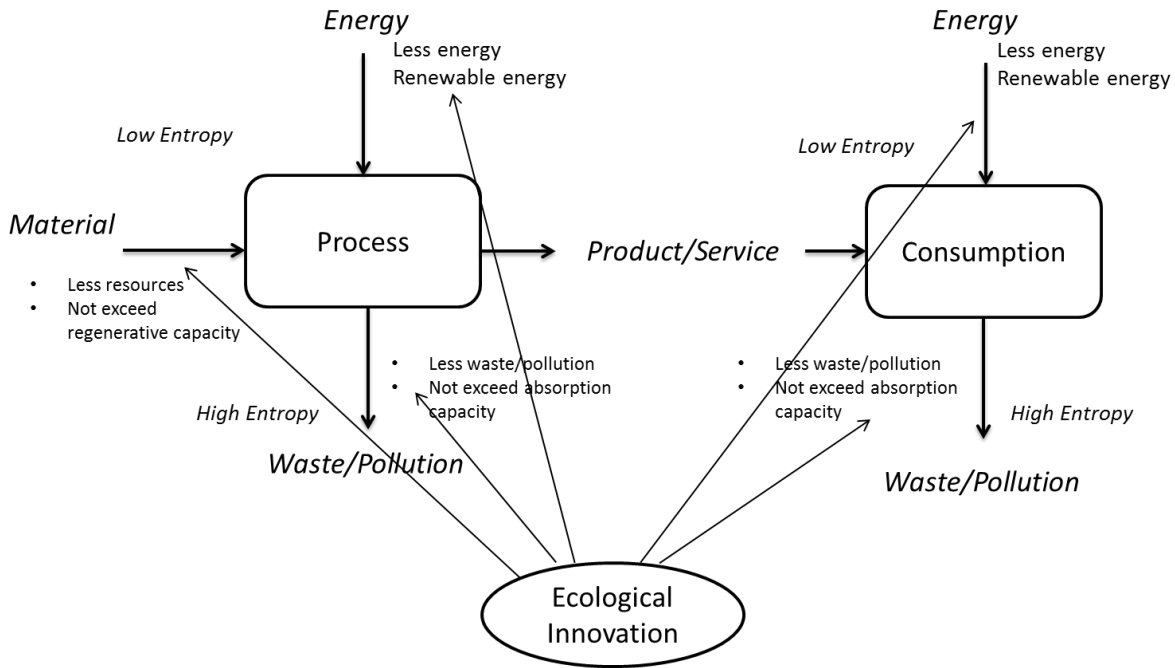 Energy
Less energy
Renewable energy
Low Entropy
Material
Process
• Less resources
• Not exceed
regenerative capacity
• Less waste/pollution
• Not exceed absorption
capacity
High Entropy
Waste/Pollution
Product/Service
Energy
Less energy
Renewable energy
Low Entropy
Consumption
• Less waste/pollution
• Not exceed absorption
capacity
High Entropy
Waste/Pollution
Ecological
Innovation